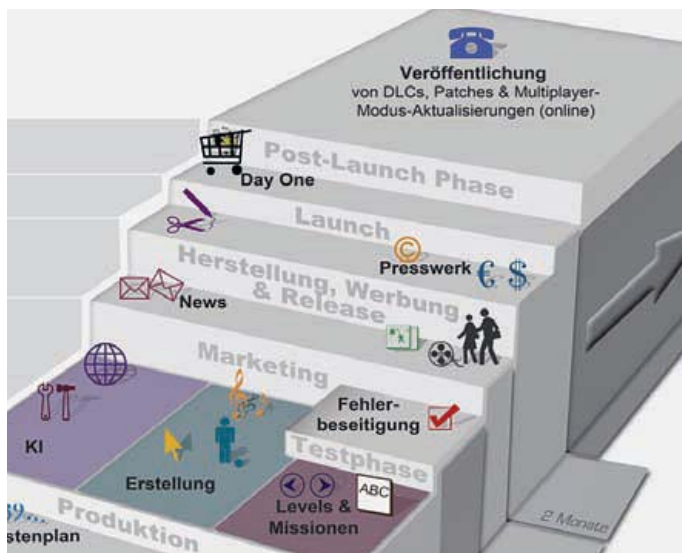 Veröffentlichung
von DLCs, Patches & Multiplayer-
Modus-Aktualisierungen (online)
Post-Launch Phase
Day One
Launch
©
Presswerk
€ $
Herstellung, Werbung
& Release
News
Marketing
Fehler-
beseitigung
Testphase
KI
Erstellung
ABC
Levels &
Missionen
Produktion
39...
stenplan
2 Monate